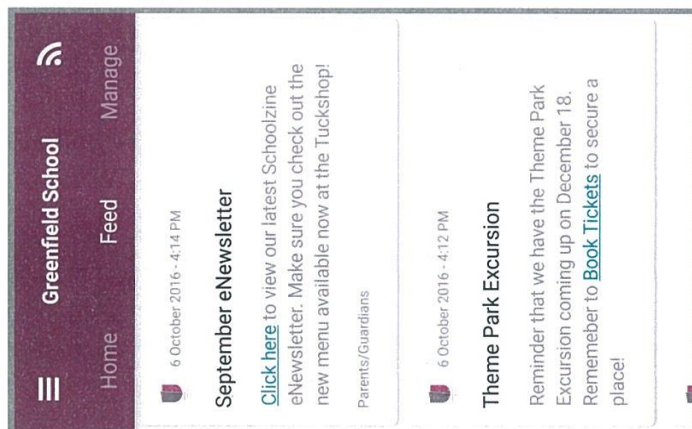 Greenfield School
Home Feed Manage
6 October 2016 - 4:14 PM
September eNewsletter
Click here to view our latest Schoolzine
eNewsletter. Make sure you check out the
new menu available now at the Tuckshop!
Parents/Guardians
6 October 2016 - 4:12 PM
Theme Park Excursion
Reminder that we have the Theme Park
Excursion coming up on December 18.
Rememeber to Book Tickets to secure a
place!